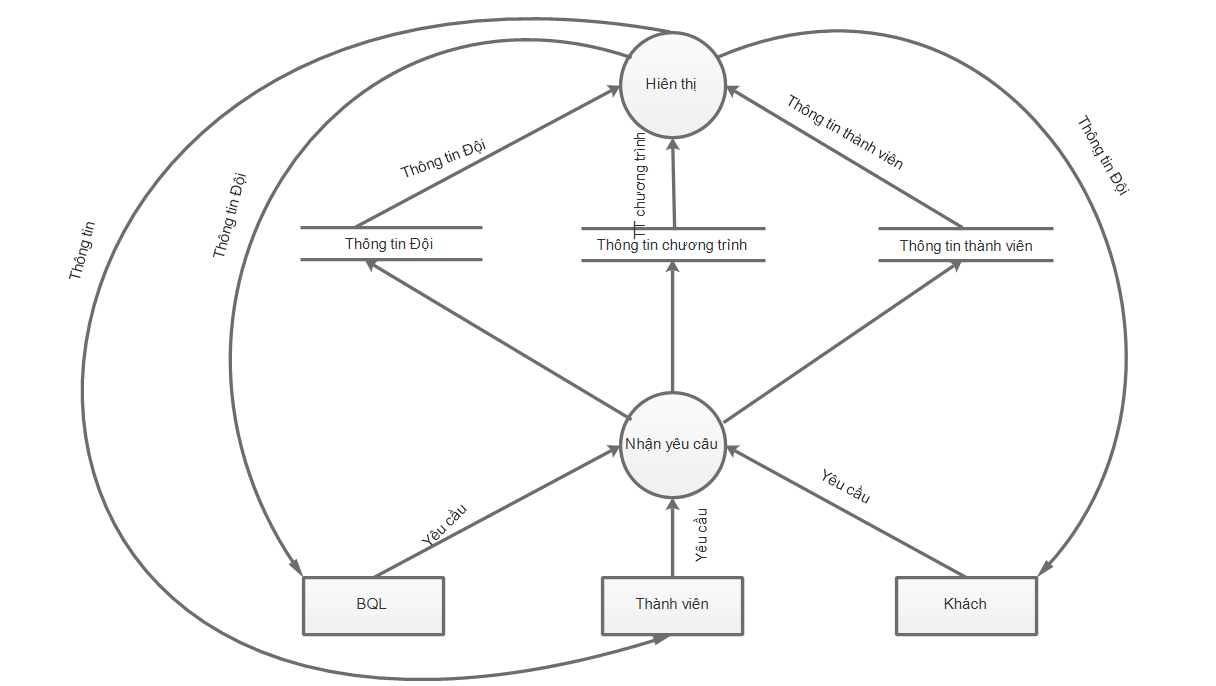 Hiên thị
Thông tin thành viên
Thông tin Đội
Thông tin Đội
TT chương trình
Thông tin Đội
Thông tin
Thông tin Đội
Thông tin chương trình
Thông tin thành viên
Nhận yêu câu
Yêu cầu
Yêu cầu
Yêu cầu
BQL
Thành viên
Khách